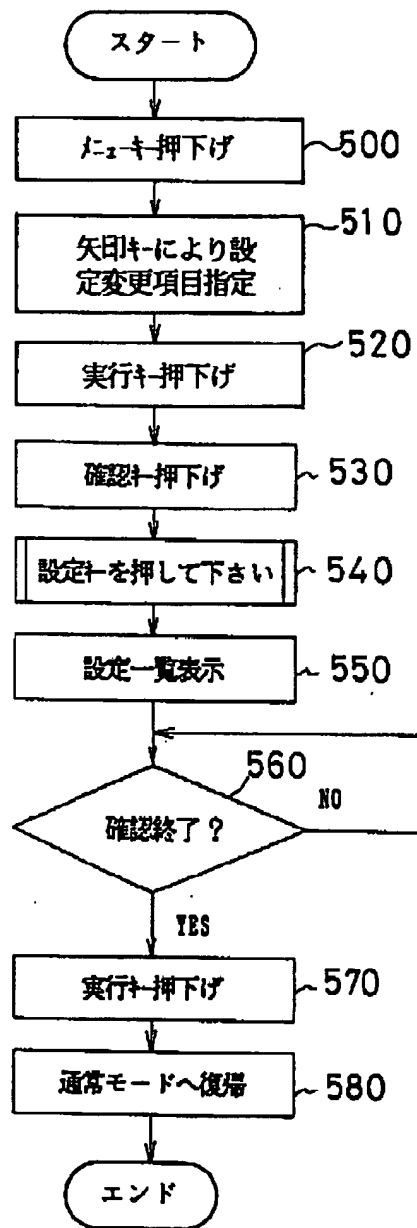 スタート
メニューキー押下げ
500
矢印キーにより設
定変更項目指定
510
実行キー押下げ
520
確認キー押下げ
530
設定キーを押して下さい
540
設定一覧表示
550
560
確認終了？
NO
YES
実行キー押下げ
570
通常モードへ復帰
580
エンド